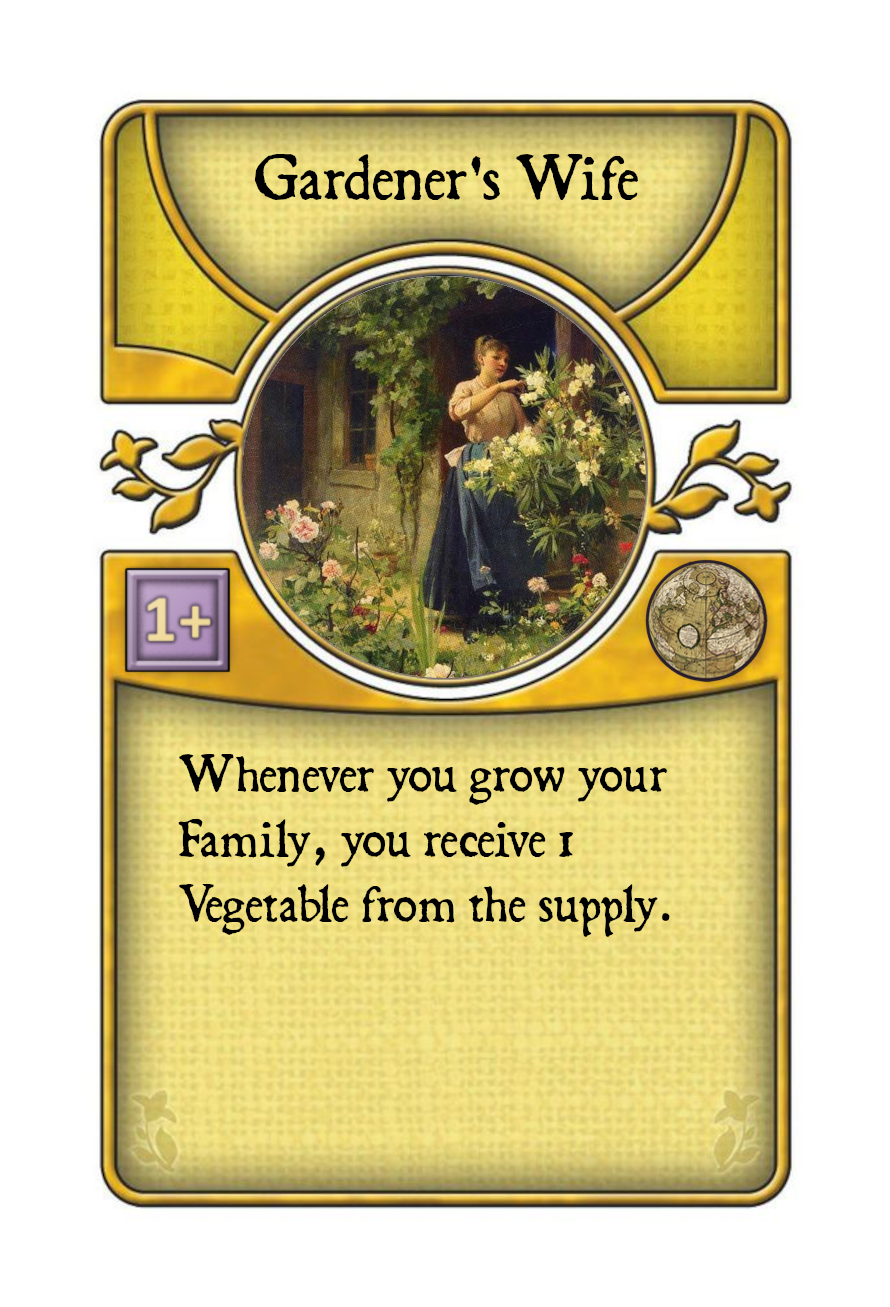 Gardener's Wife
1+
Whenever you grow your
Family, you receive 1
Vegetable from the supply.